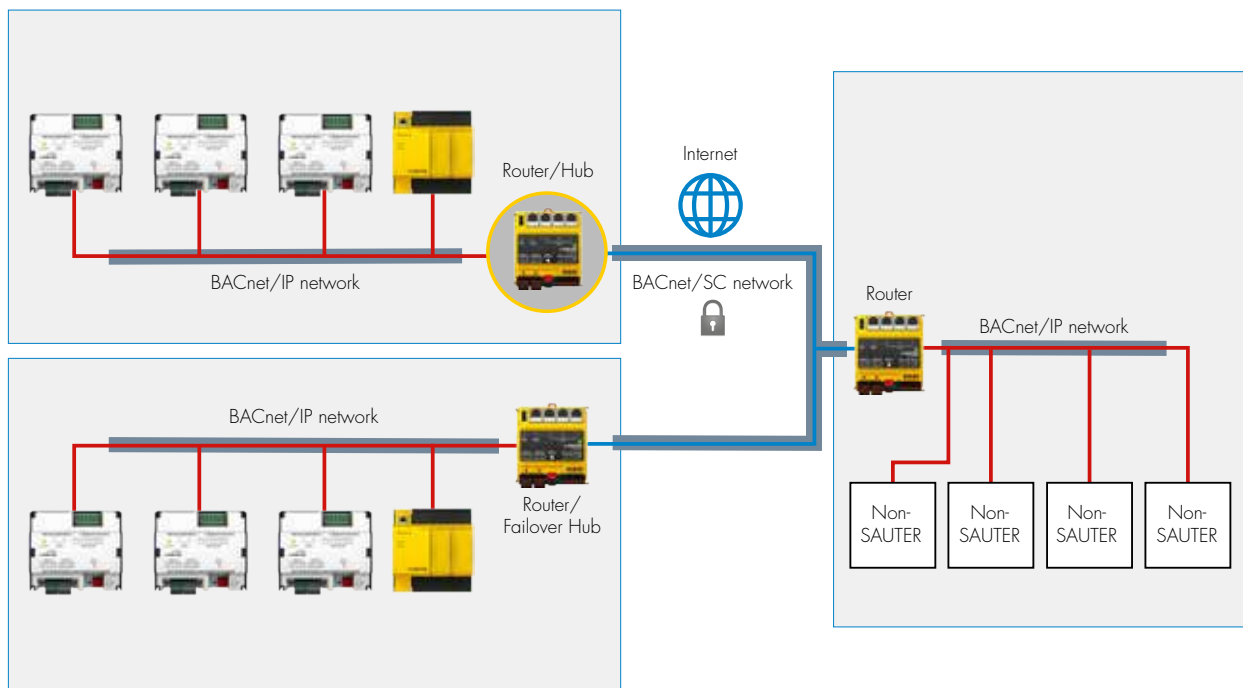 Router/Hub
BACnet/IP network
Internet
BACnet/SC network
Router
BACnet/IP network
BACnet/IP network
Router/
Failover Hub
Non-
SAUTER
Non-
SAUTER
Non-
SAUTER
Non-
SAUTER